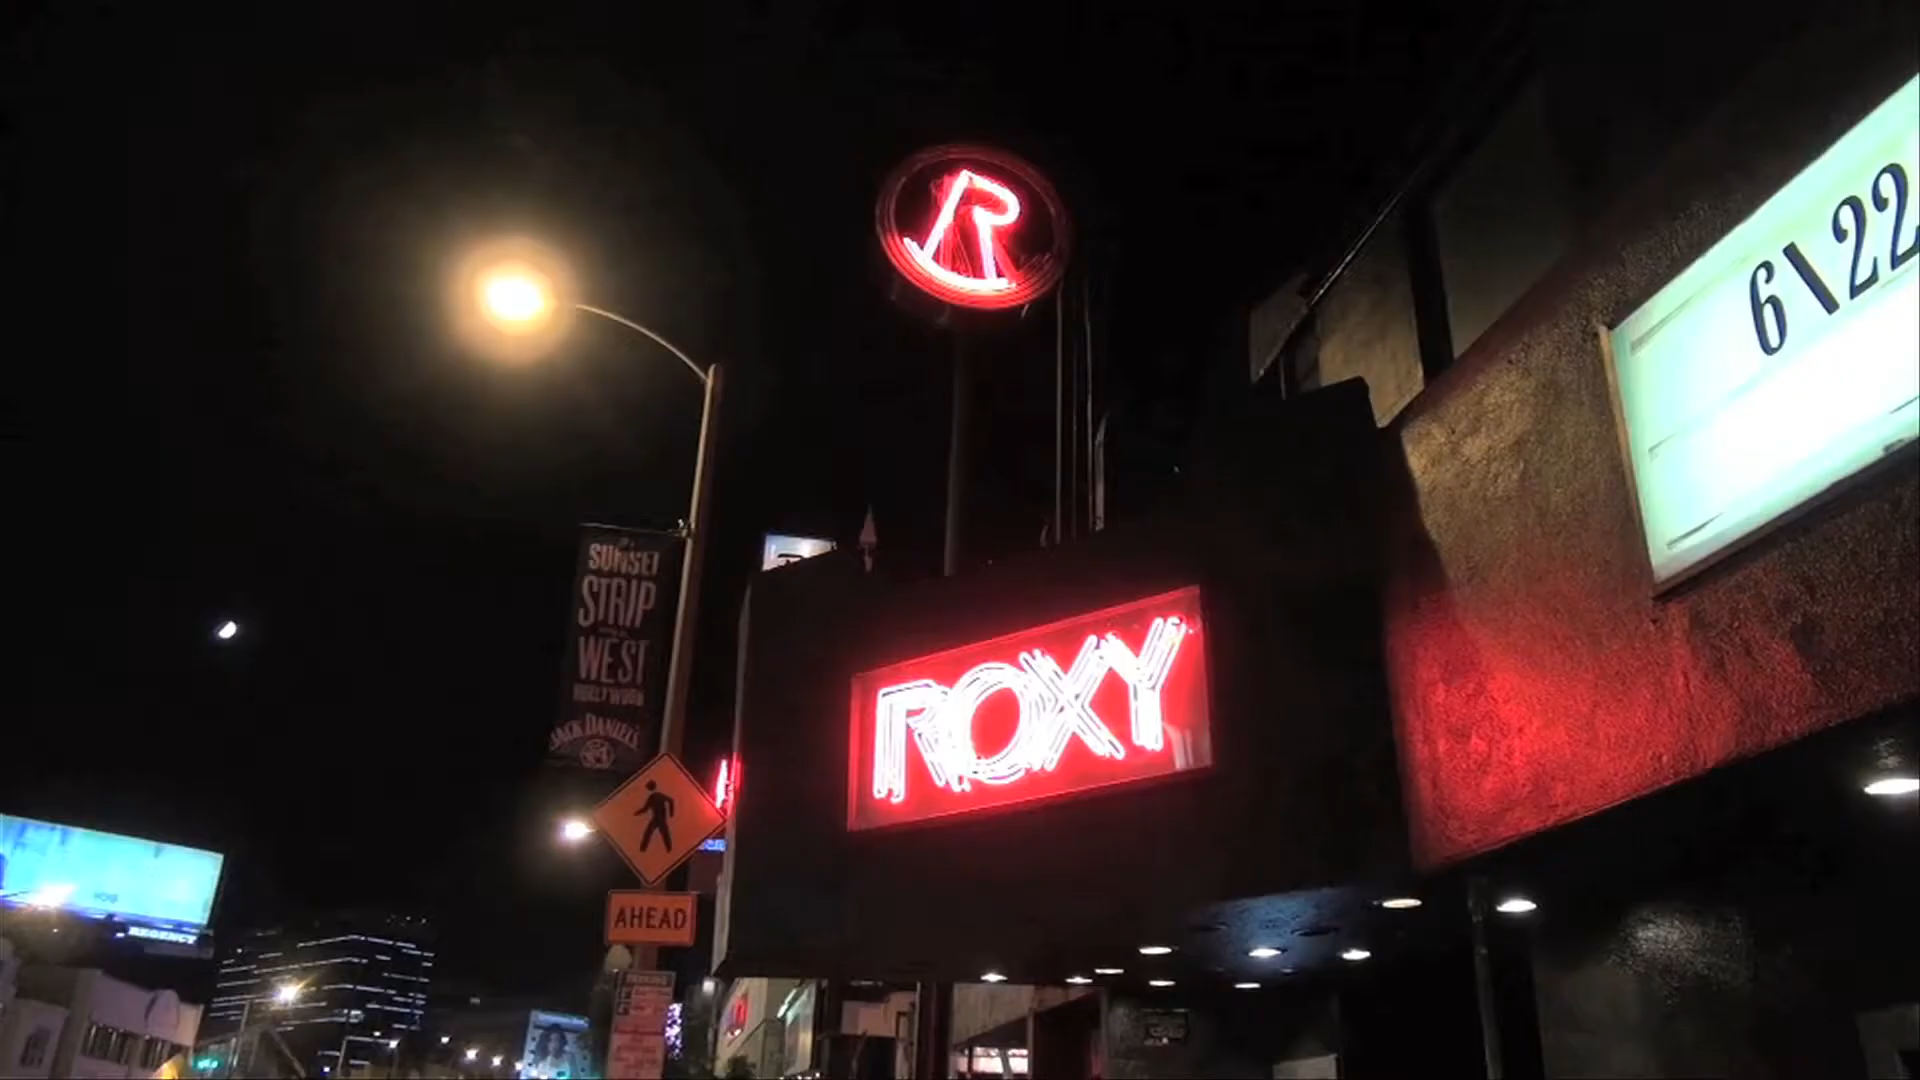 R
6\22
SUNSET
STRIP
WEST
HOLLYWOOD
JACK DANIEL'S
ROXY
AHEAD
REGENCY